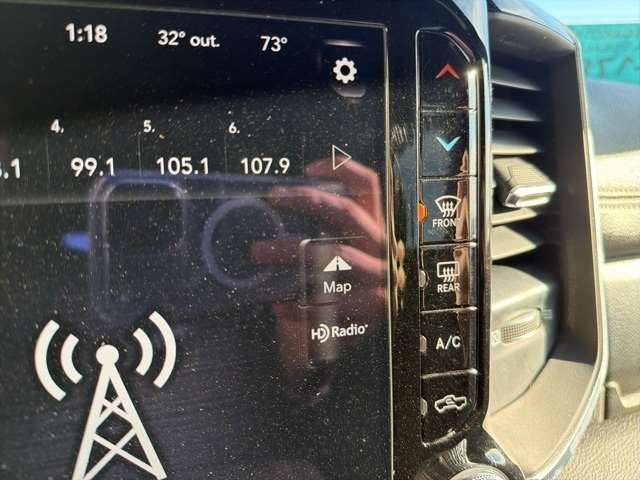 1:18 32° out. 73°
4. 5. 6.
.1 99.1 105.1 107.9
FRONT
REAR
Map
HD Radio
A/C